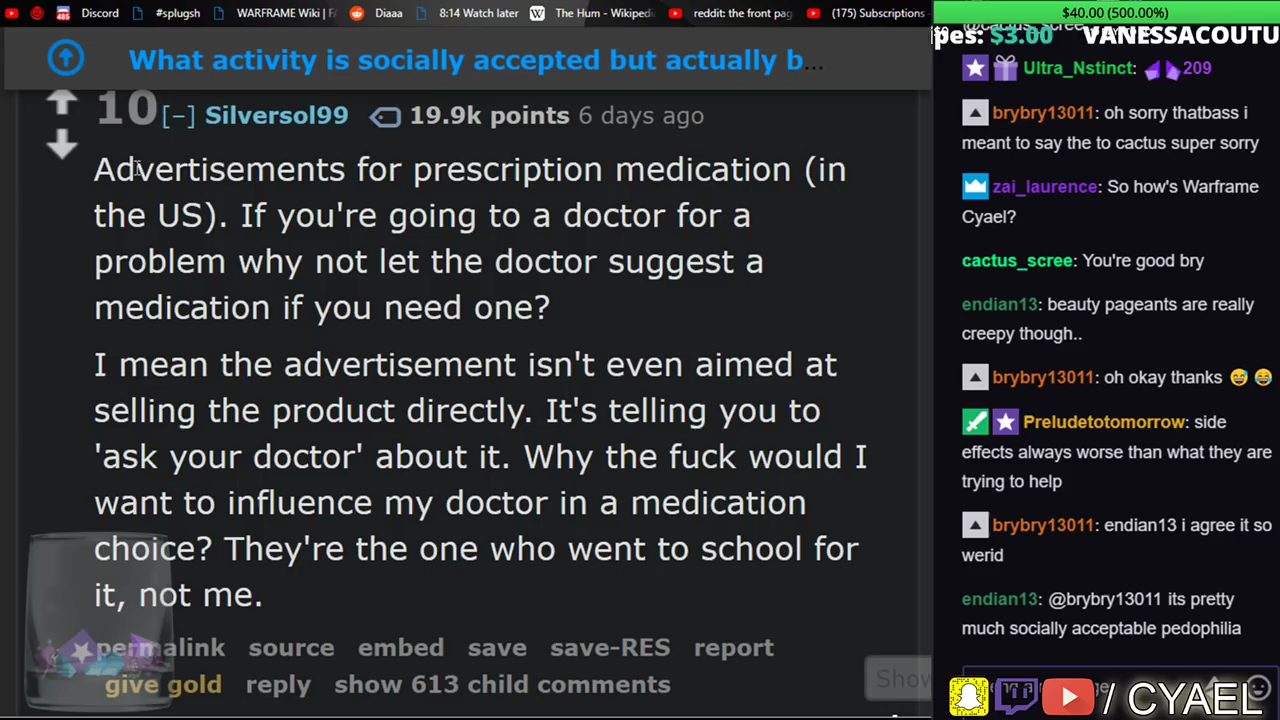 Discord
#splugsh
WARFRAME Wiki | FA
Diaaa
8:14 Watch later
The Hum - Wikipedi
reddit: the front pag
(175) Subscriptions -
$40.00 (500.00%)
pes: $3.00 VANESSACOUTU
What activity is socially accepted but actually b...
10 [–] Silversol99 19.9k points 6 days ago
Advertisements for prescription medication (in
the US). If you're going to a doctor for a
problem why not let the doctor suggest a
medication if you need one?
I mean the advertisement isn't even aimed at
selling the product directly. It's telling you to
'ask your doctor' about it. Why the fuck would I
want to influence my doctor in a medication
choice? They're the one who went to school for
it, not me.
permalink source embed save save-RES report
give gold reply show 613 child comments
Show
Ultra_Nstinct: 209
brybry13011: oh sorry thatbass i
meant to say the to cactus super sorry
zai_laurence: So how's Warframe
Cyael?
cactus_scree: You're good bry
endian13: beauty pageants are really
creepy though..
brybry13011: oh okay thanks 😅 😂
Preludetotomorrow: side
effects always worse than what they are
trying to help
brybry13011: endian13 i agree it so
werid
endian13: @brybry13011 its pretty
much socially acceptable pedophilia
/ CYAEL